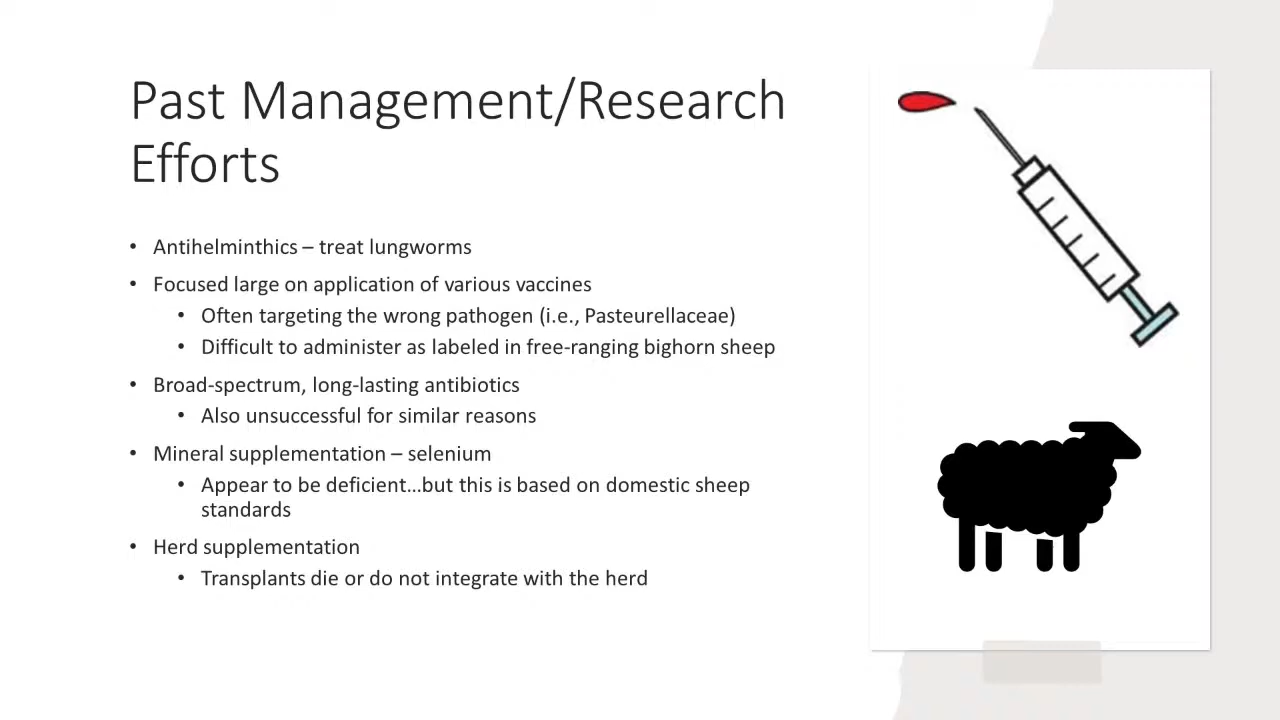 Past Management/Research
Efforts
• Antihelminthics – treat lungworms
• Focused large on application of various vaccines
• Often targeting the wrong pathogen (i.e., Pasteurellaceae)
• Difficult to administer as labeled in free-ranging bighorn sheep
• Broad-spectrum, long-lasting antibiotics
• Also unsuccessful for similar reasons
• Mineral supplementation – selenium
• Appear to be deficient…but this is based on domestic sheep
standards
• Herd supplementation
• Transplants die or do not integrate with the herd